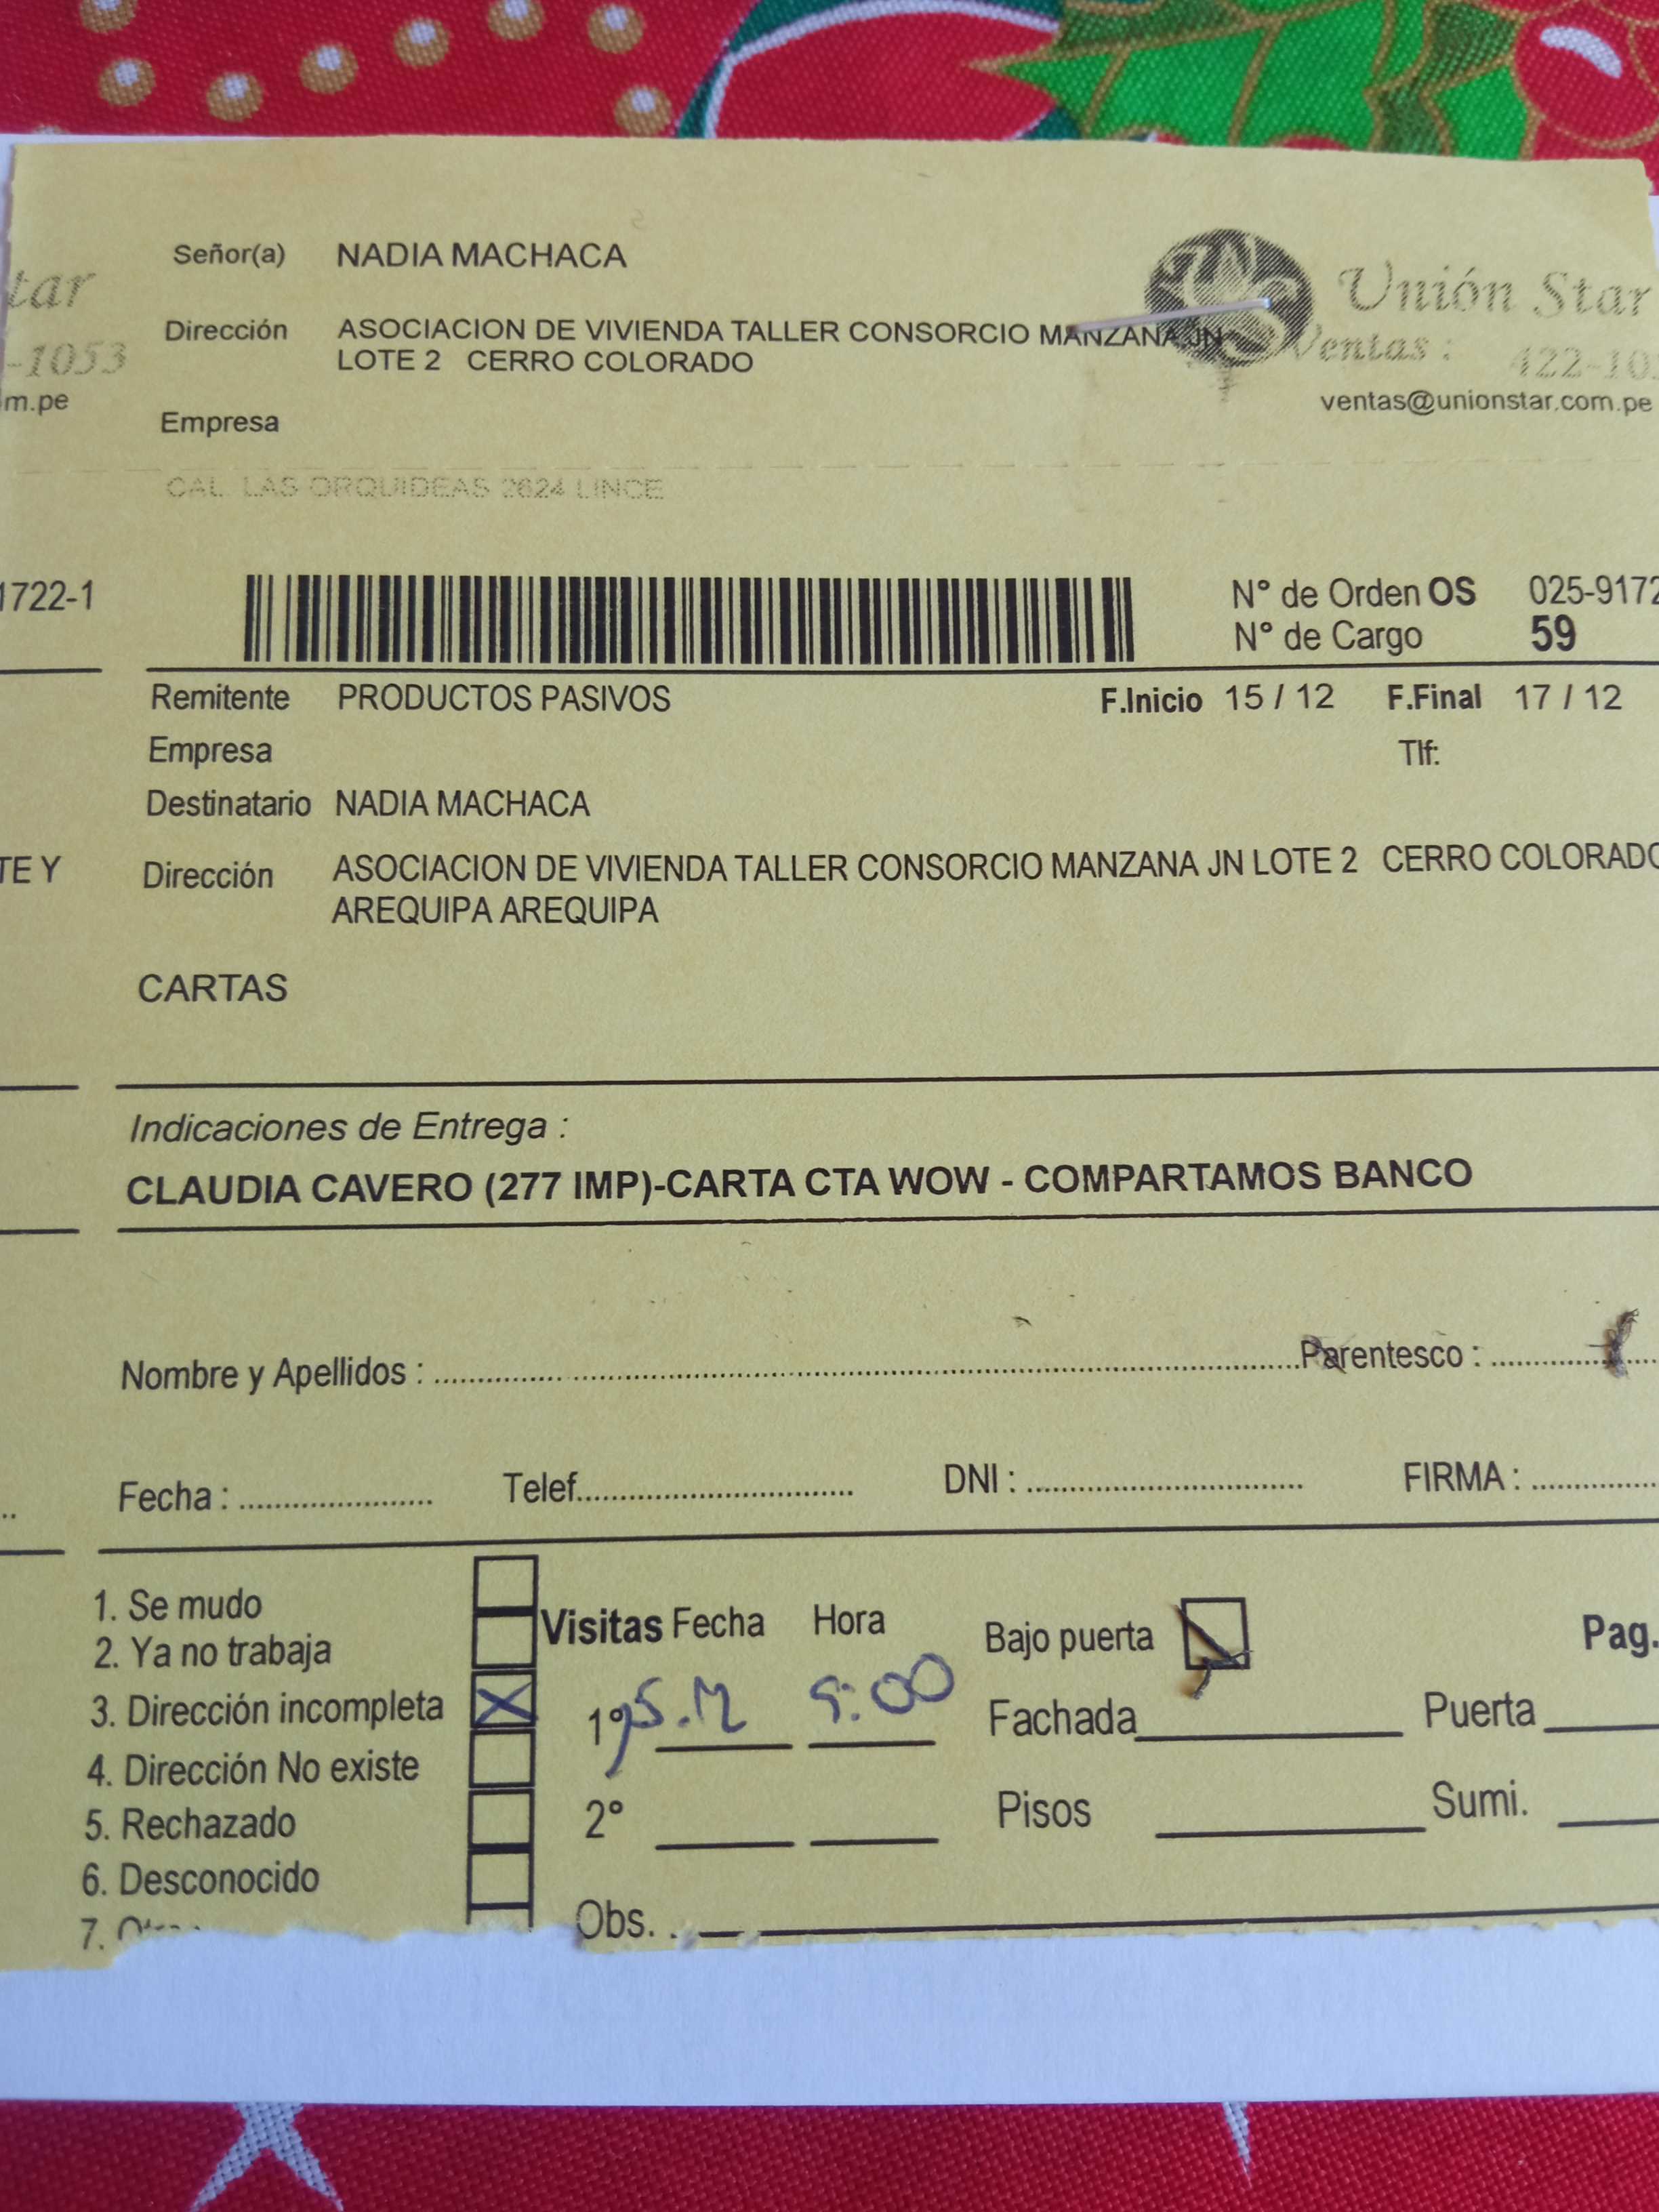 Señor(a) NADIA MACHACA
tar
Unión Star
Dirección ASOCIACION DE VIVIENDA TALLER CONSORCIO MANZANA JN
LOTE 2 CERRO COLORADO
-1053
Ventas : 422-10
m.pe
ventas@unionstar.com.pe
Empresa
CAL LAS ORQUIDEAS 2624 LINCE
1722-1
N° de Orden OS 025-9172
N° de Cargo 59
Remitente PRODUCTOS PASIVOS F.Inicio 15 / 12 F.Final 17 / 12
Empresa Tlf:
Destinatario NADIA MACHACA
TE Y
Dirección ASOCIACION DE VIVIENDA TALLER CONSORCIO MANZANA JN LOTE 2 CERRO COLORADO
AREQUIPA AREQUIPA
CARTAS
Indicaciones de Entrega :
CLAUDIA CAVERO (277 IMP)-CARTA CTA WOW - COMPARTAMOS BANCO
Nombre y Apellidos : Parentesco :
Fecha : Telef. DNI : FIRMA :
1. Se mudo
2. Ya no trabaja
3. Dirección incompleta X
4. Dirección No existe
5. Rechazado
6. Desconocido
7.
Visitas Fecha Hora
1° 9:00
2°
Obs.
Bajo puerta
Fachada Puerta
Pisos Sumi.
Pag.